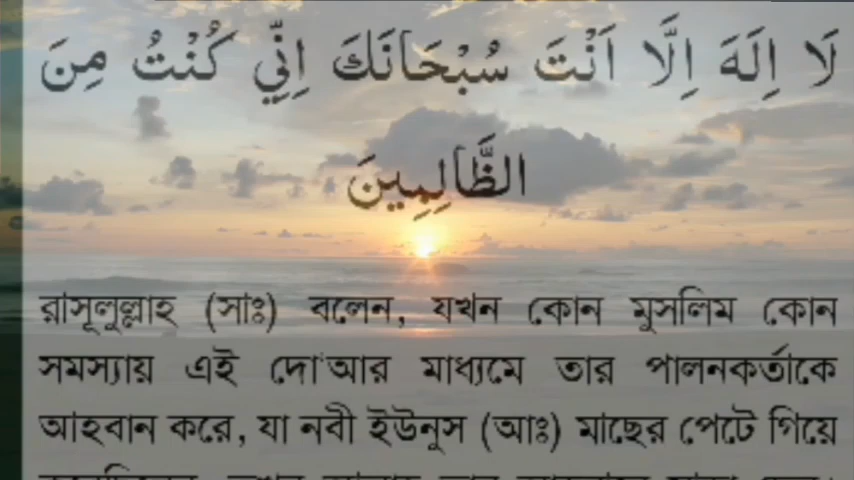 لَا اِلَهَ اِلَّا اَنْتَ سُبْحَانَكَ اِنِّي كُنْتُ مِنَ
الظَّالِمِينَ
রাসূলুল্লাহ (সাঃ) বলেন, যখন কোন মুসলিম কোন
সমস্যায় এই দো'আর মাধ্যমে তার পালনকর্তাকে
আহবান করে, যা নবী ইউনুস (আঃ) মাছের পেটে গিয়ে